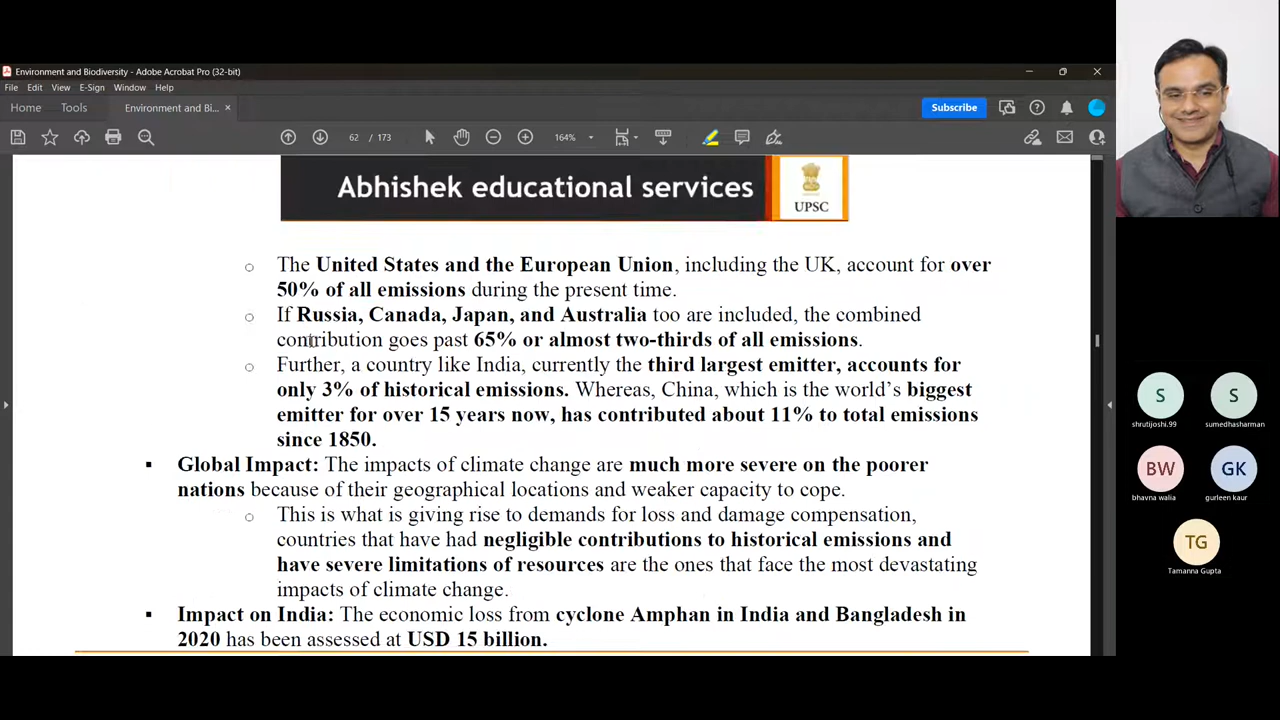 Environment and Biodiversity - Adobe Acrobat Pro (32-bit)
File Edit View E-Sign Window Help
Home Tools Environment and Bi... × Subscribe
62 / 173 164%
Abhishek educational services
UPSC
The United States and the European Union, including the UK, account for over
50% of all emissions during the present time.
If Russia, Canada, Japan, and Australia too are included, the combined
contribution goes past 65% or almost two-thirds of all emissions.
Further, a country like India, currently the third largest emitter, accounts for
only 3% of historical emissions. Whereas, China, which is the world's biggest
emitter for over 15 years now, has contributed about 11% to total emissions
since 1850.
Global Impact: The impacts of climate change are much more severe on the poorer
nations because of their geographical locations and weaker capacity to cope.
This is what is giving rise to demands for loss and damage compensation,
countries that have had negligible contributions to historical emissions and
have severe limitations of resources are the ones that face the most devastating
impacts of climate change.
Impact on India: The economic loss from cyclone Amphan in India and Bangladesh in
2020 has been assessed at USD 15 billion.
S S
shrutijoshi.99 sumedhasharman
BW GK
bhavna walia gurleen kaur
TG
Tamanna Gupta